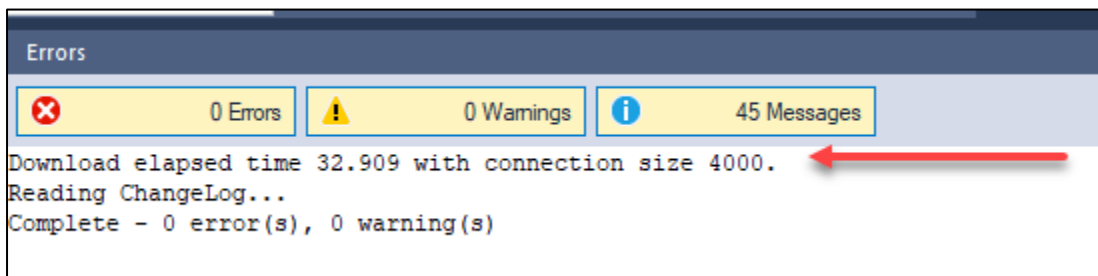 Errors
0 Errors
0 Warnings
45 Messages
Download elapsed time 32.909 with connection size 4000.
Reading ChangeLog...
Complete - 0 error(s), 0 warning(s)